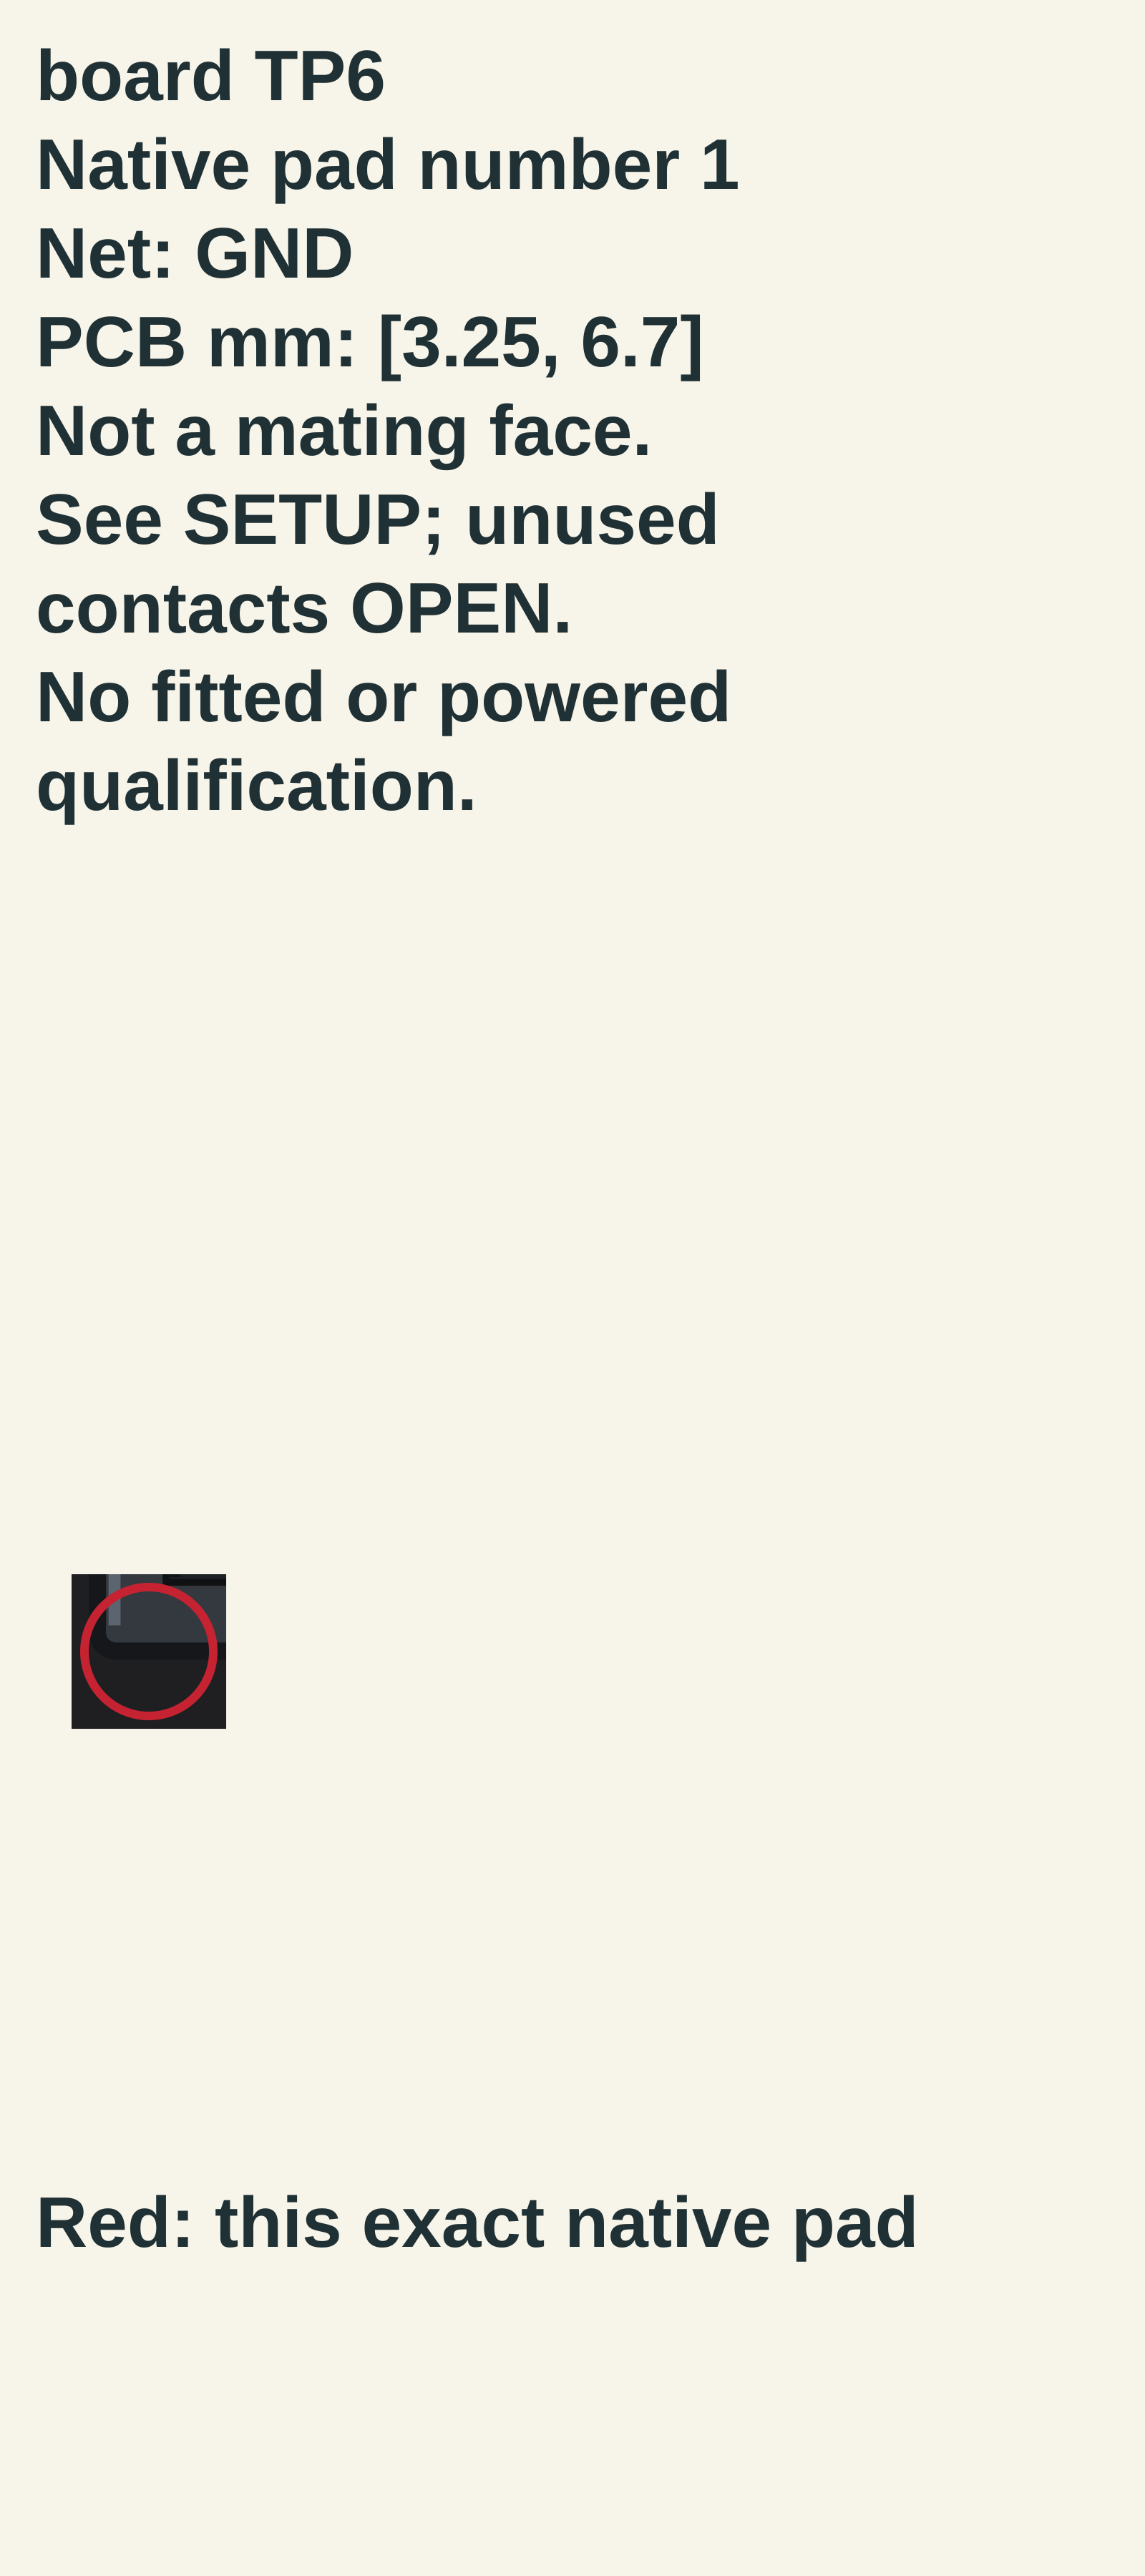 board TP6
Native pad number 1
Net: GND
PCB mm: [3.25, 6.7]
Not a mating face.
See SETUP; unused
contacts OPEN.
No fitted or powered
qualification.
Red: this exact native pad